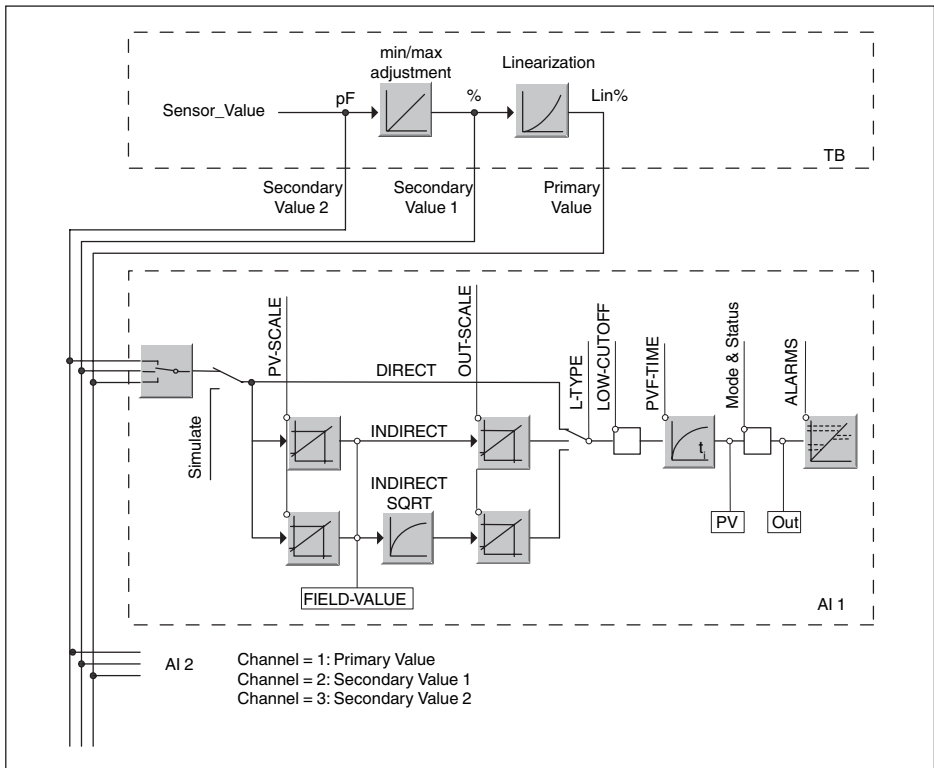 min/max
adjustment
Linearization
Sensor_Value
pF
%
Lin%
TB
Secondary
Value 2
Secondary
Value 1
Primary
Value
PV-SCALE
OUT-SCALE
L-TYPE
LOW-CUTOFF
PVF-TIME
Mode & Status
ALARMS
Simulate
DIRECT
INDIRECT
INDIRECT
SQRT
ti
PV
Out
FIELD-VALUE
AI 1
AI 2
Channel = 1: Primary Value
Channel = 2: Secondary Value 1
Channel = 3: Secondary Value 2